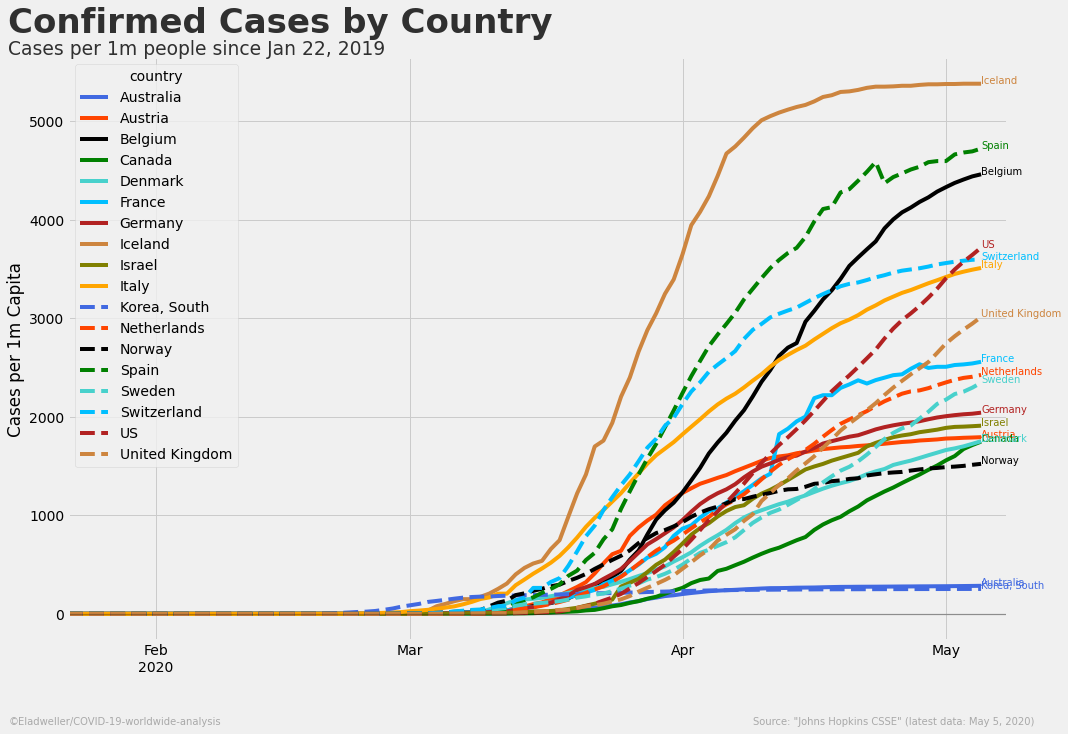 Confirmed Cases by Country
Cases per 1m people since Jan 22, 2019
country
Australia
Austria
Belgium
Canada
Denmark
France
Germany
Iceland
Israel
Italy
Korea, South
Netherlands
Norway
Spain
Sweden
Switzerland
US
United Kingdom
Cases per 1m Capita
5000
4000
3000
2000
1000
0
Iceland
Spain
Belgium
US
Switzerland
Italy
United Kingdom
France
Netherlands
Sweden
Germany
Israel
Austria
Denmark
Canada
Norway
Australia
Korea, South
Feb
2020
Mar
Apr
May
©Eladweller/COVID-19-worldwide-analysis
Source: "Johns Hopkins CSSE" (latest data: May 5, 2020)